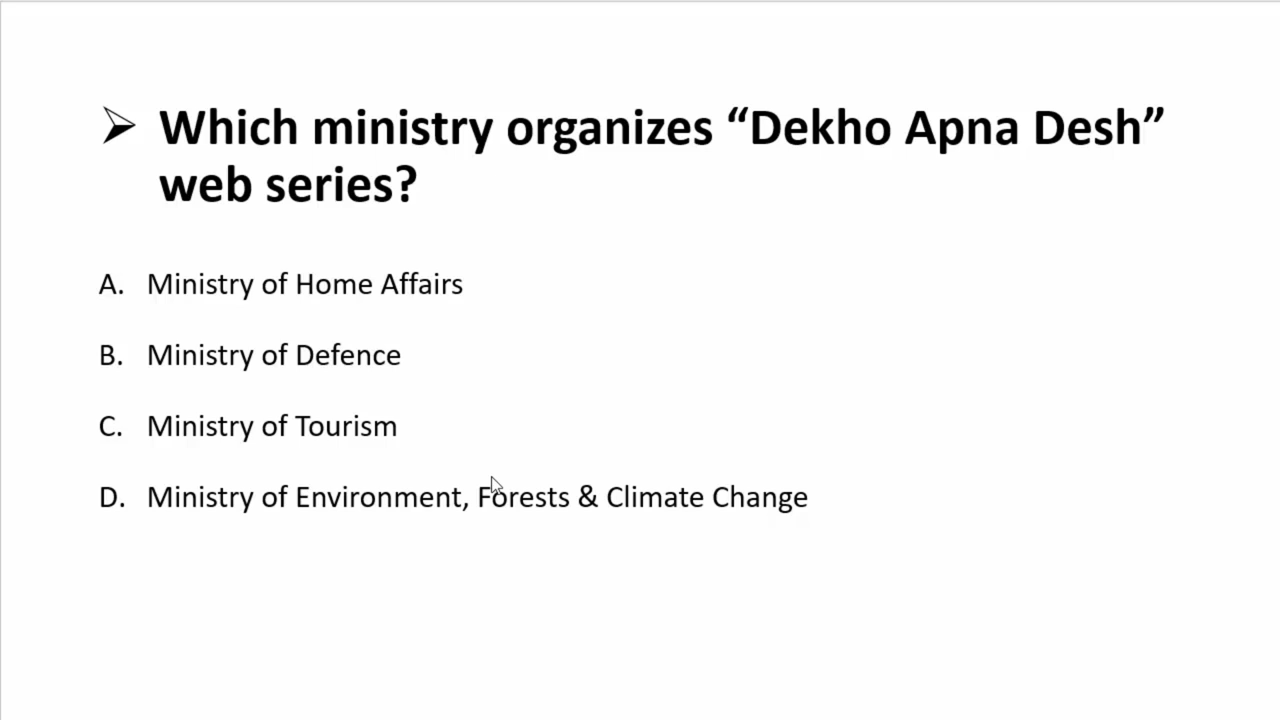 ➢ Which ministry organizes “Dekho Apna Desh”
web series?
A. Ministry of Home Affairs
B. Ministry of Defence
C. Ministry of Tourism
D. Ministry of Environment, Forests & Climate Change